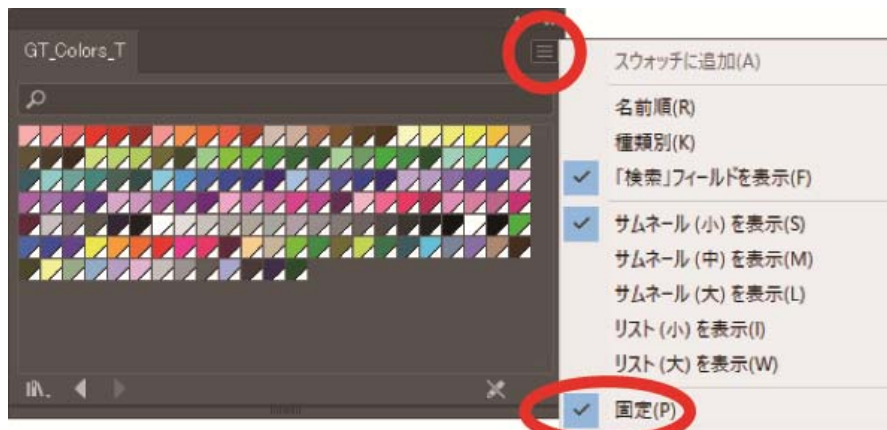 GT_Colors_T
スウォッチに追加(A)
名前順(R)
種類別(K)
「検索」フィールドを表示(F)
サムネール (小) を表示(S)
サムネール (中) を表示(M)
サムネール (大) を表示(L)
リスト (小) を表示(I)
リスト (大) を表示(W)
固定(P)